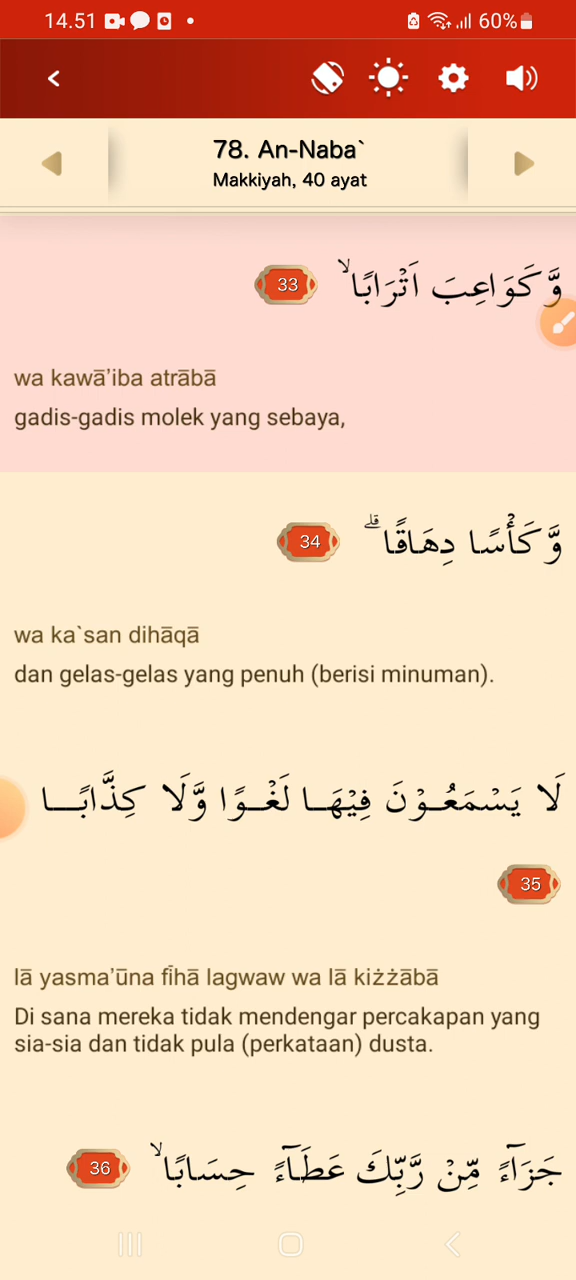 14.51
60%
78. An-Naba`
Makkiyah, 40 ayat
وَّكَوَاعِبَ اَتْرَابًاۙ 33
wa kawā’iba atrābā
gadis-gadis molek yang sebaya,
وَّكَأْسًا دِهَاقًاۗ 34
wa ka`san dihāqā
dan gelas-gelas yang penuh (berisi minuman).
لَا يَسْمَعُوْنَ فِيْهَا لَغْوًا وَّلَا كِذَّابًا
35
lā yasma’ūna fīhā lagwaw wa lā kiżżābā
Di sana mereka tidak mendengar percakapan yang
sia-sia dan tidak pula (perkataan) dusta.
جَزَاۤءً مِّنْ رَّبِّكَ عَطَاۤءً حِسَابًاۙ 36